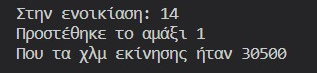 Στην ενοικίαση: 14
Προστέθηκε το αμάξι 1
Που τα χλμ εκίνησης ήταν 30500